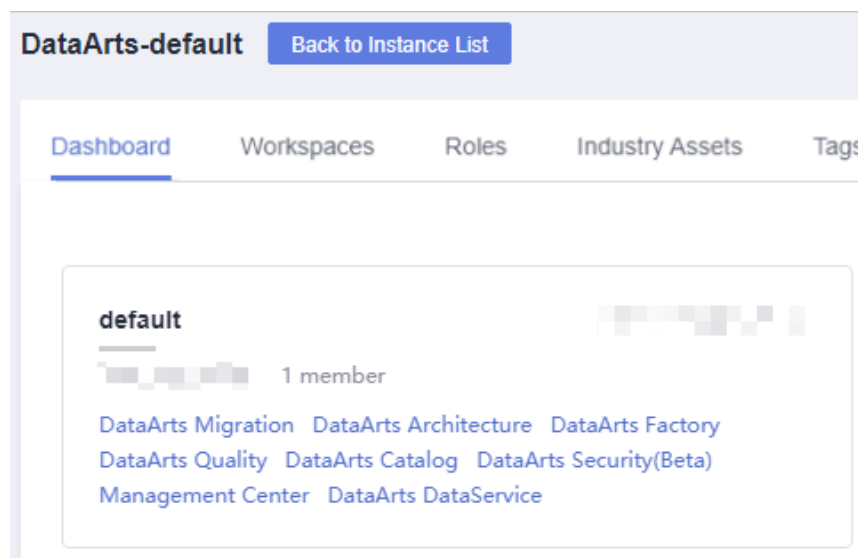 DataArts-default Back to Instance List
Dashboard Workspaces Roles Industry Assets Tags
default
1 member
DataArts Migration DataArts Architecture DataArts Factory
DataArts Quality DataArts Catalog DataArts Security(Beta)
Management Center DataArts DataService